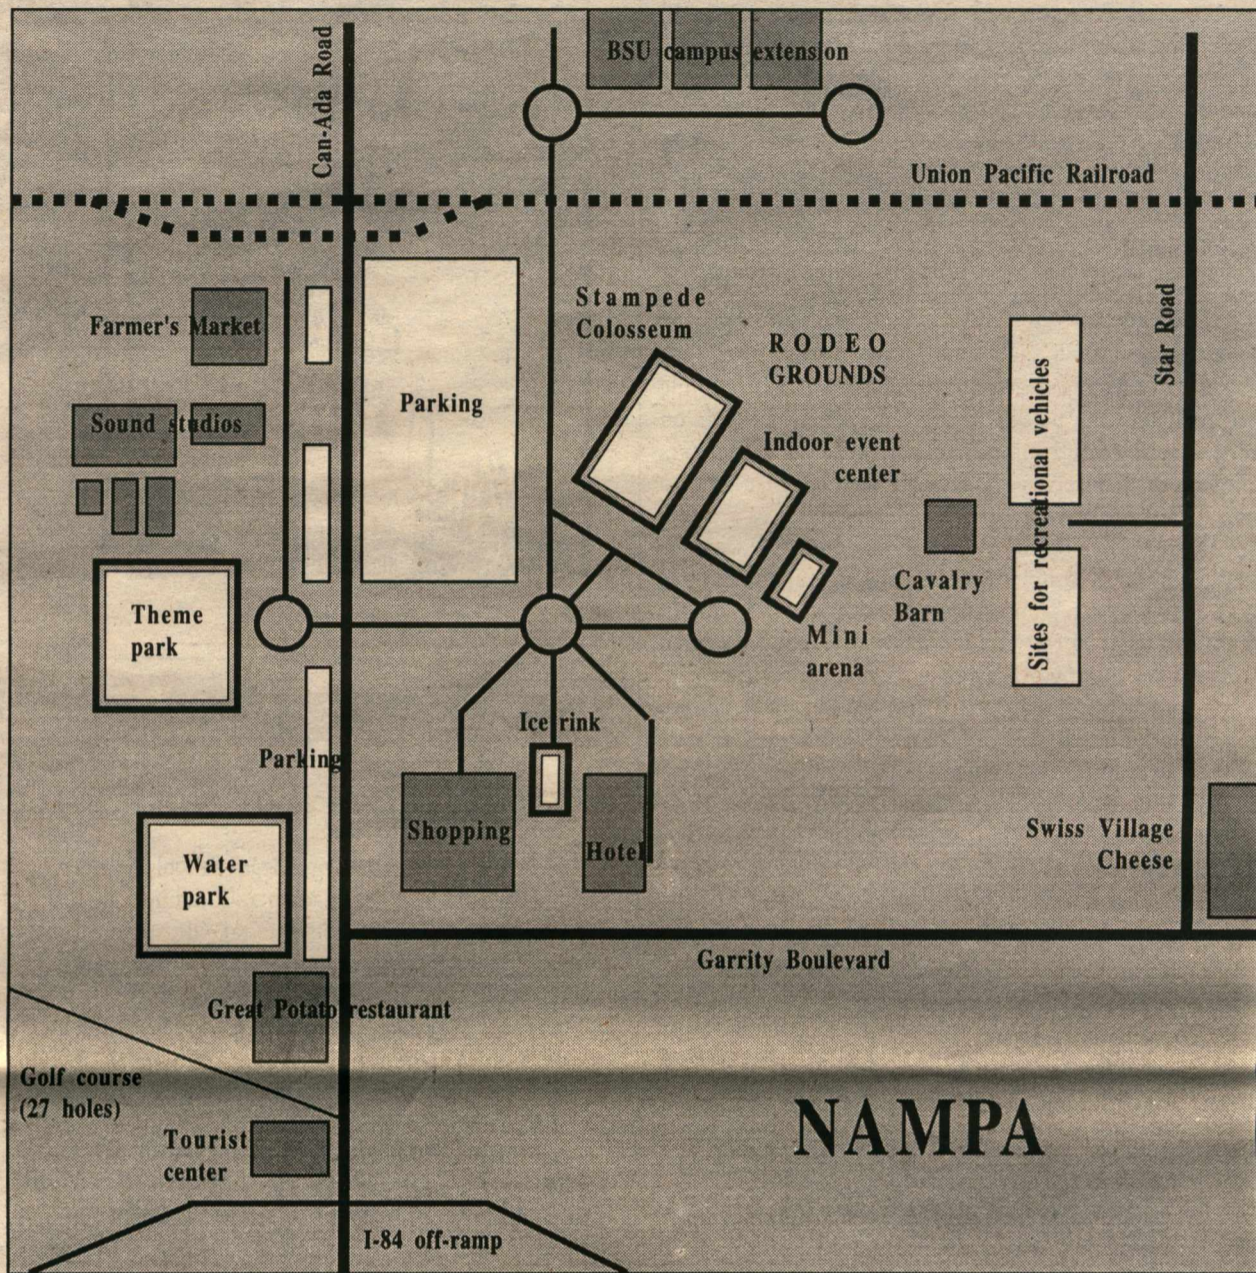 Can-Ada Road
BSU campus extension
Union Pacific Railroad
Star Road
Farmer's Market
Stampede
Colosseum
RODEO
GROUNDS
Parking
Sound studios
Indoor event
center
Sites for recreational vehicles
Cavalry
Barn
Theme
park
Mini
arena
Ice rink
Parking
Shopping
Hotel
Swiss Village
Cheese
Water
park
Garrity Boulevard
Great Potato restaurant
Golf course
(27 holes)
NAMPA
Tourist
center
I-84 off-ramp